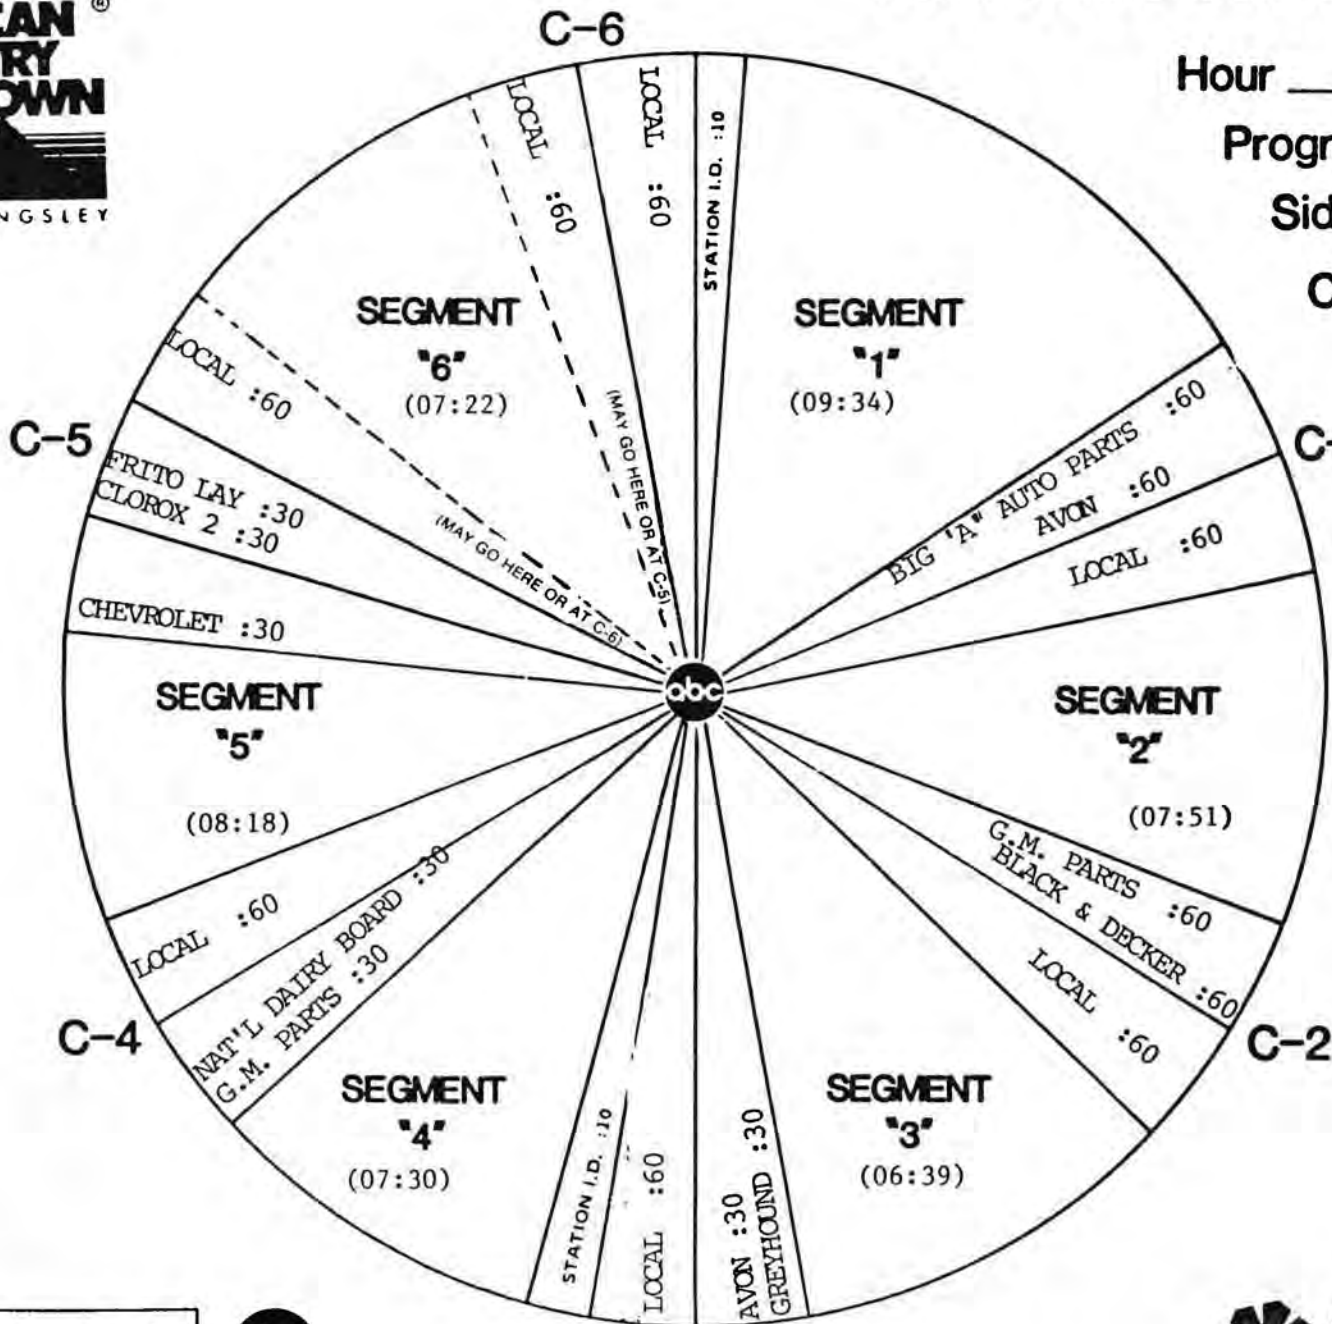 ®
RY
OWN
NGSLEY
C-6
Hour
LOCAL :60
LOCAL :60
STATION I.D. :10
SEGMENT
"6"
(07:22)
SEGMENT
"1"
(09:34)
(MAY GO HERE OR AT C-5)
LOCAL :60
(MAY GO HERE OR AT C-6)
C-5
FRITO LAY :30
CLOROX 2 :30
CHEVROLET :30
BIG "A" AUTO PARTS :60
AVON :60
LOCAL :60
abc
SEGMENT
"5"
(08:18)
SEGMENT
"2"
(07:51)
G.M. PARTS :60
BLACK & DECKER :60
LOCAL :60
C-2
LOCAL :60
C-4
NAT'L DAIRY BOARD :30
G.M. PARTS :30
SEGMENT
"4"
(07:30)
SEGMENT
"3"
(06:39)
STATION I.D. :10
LOCAL :60
AVON :30
GREYHOUND :30